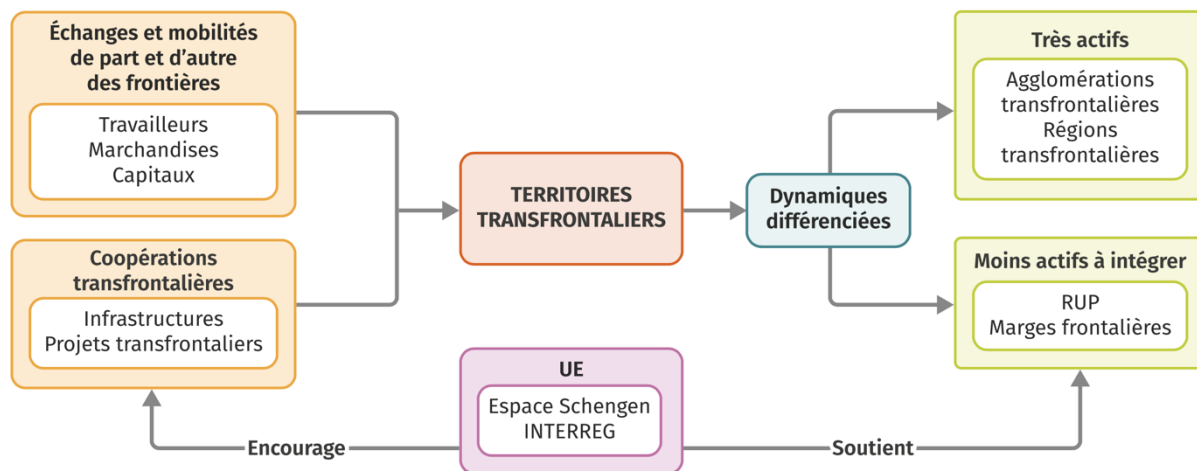 Échanges et mobilités
de part et d’autre
des frontières
Travailleurs
Marchandises
Capitaux
Coopérations
transfrontalières
Infrastructures
Projets transfrontaliers
TERRITOIRES
TRANSFRONTALIERS
Dynamiques
différenciées
Très actifs
Agglomérations
transfrontalières
Régions
transfrontalières
Moins actifs à intégrer
RUP
Marges frontalières
UE
Espace Schengen
INTERREG
Encourage
Soutient